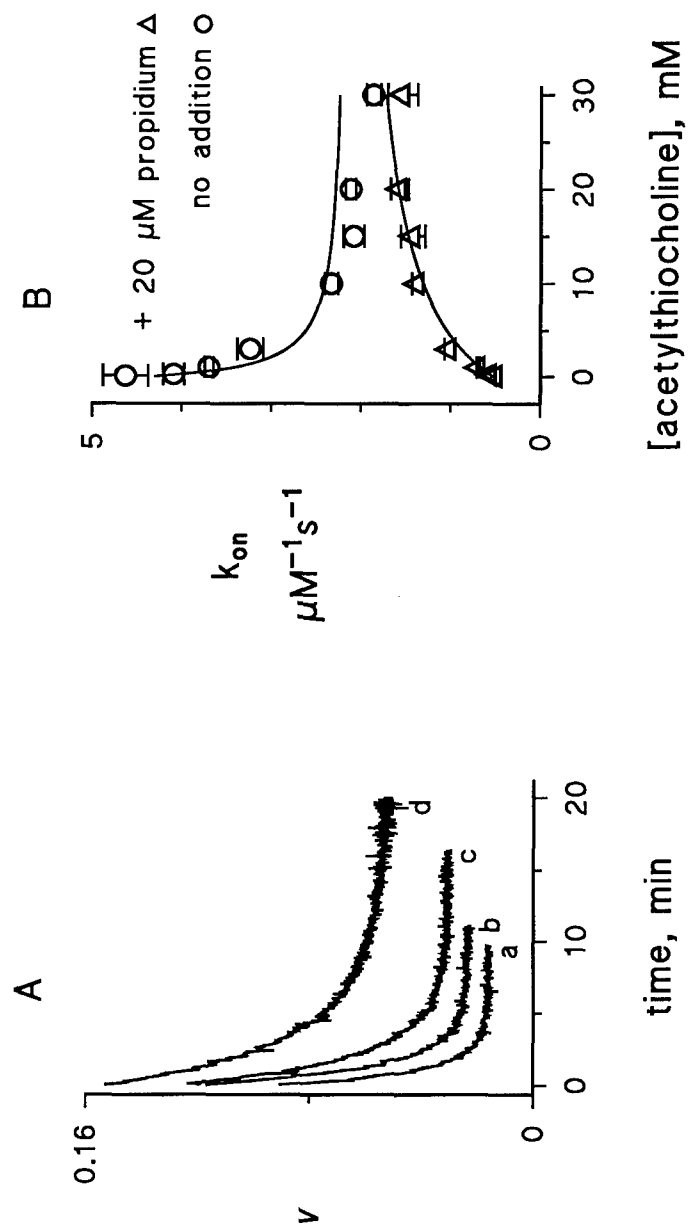 A
0.16
v
0
a
b
c
d
0
10
20
time, min
B
5
k_on
μM⁻¹s⁻¹
0
+ 20 μM propidium △
no addition ○
0
10
20
30
[acetylthiocholine], mM